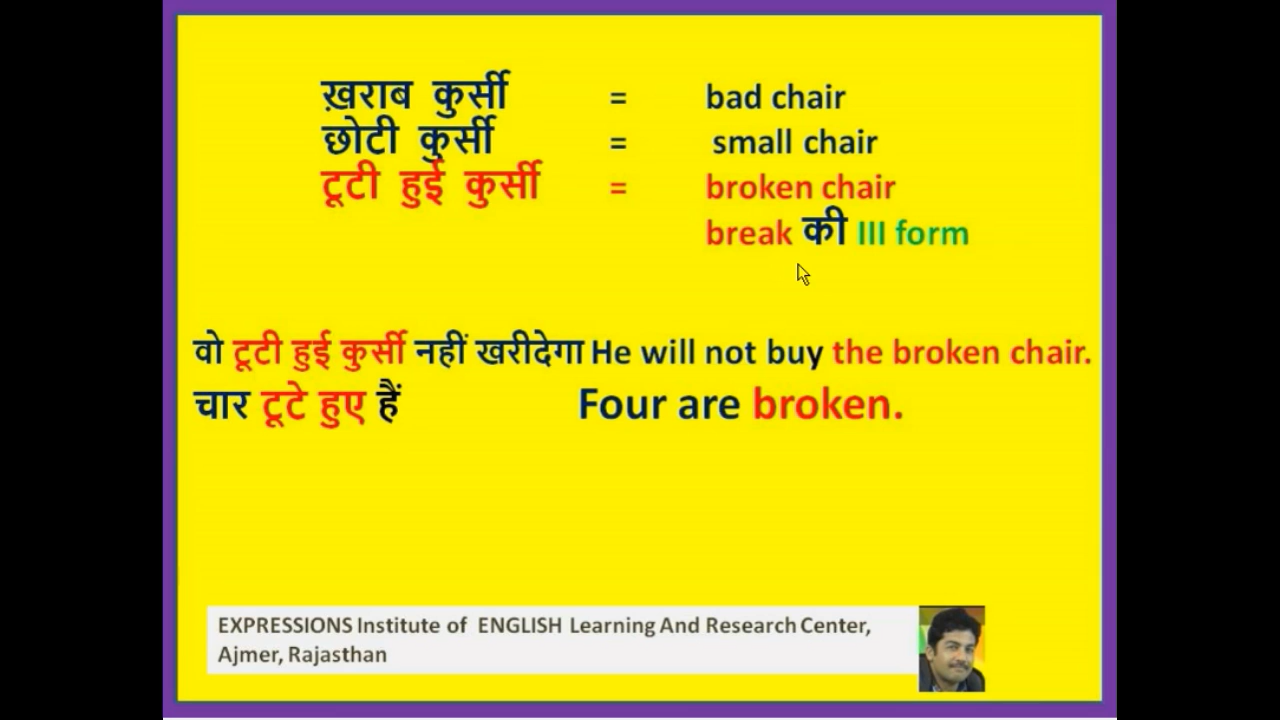 ख़राब कुर्सी = bad chair
छोटी कुर्सी = small chair
टूटी हुई कुर्सी = broken chair
break की III form
वो टूटी हुई कुर्सी नहीं खरीदेगा He will not buy the broken chair.
चार टूटे हुए हैं Four are broken.
EXPRESSIONS Institute of ENGLISH Learning And Research Center,
Ajmer, Rajasthan